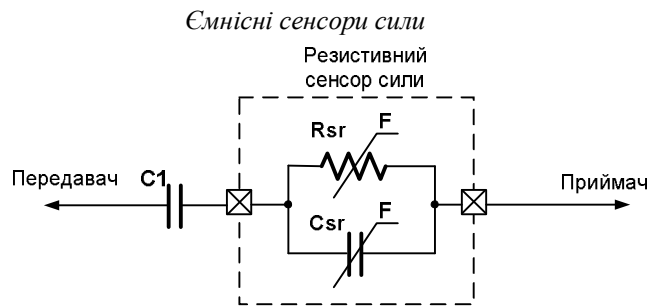 Ємнісні сенсори сили
Резистивний
сенсор сили
Rsr
F
Передавач
C1
Приймач
Csr
F